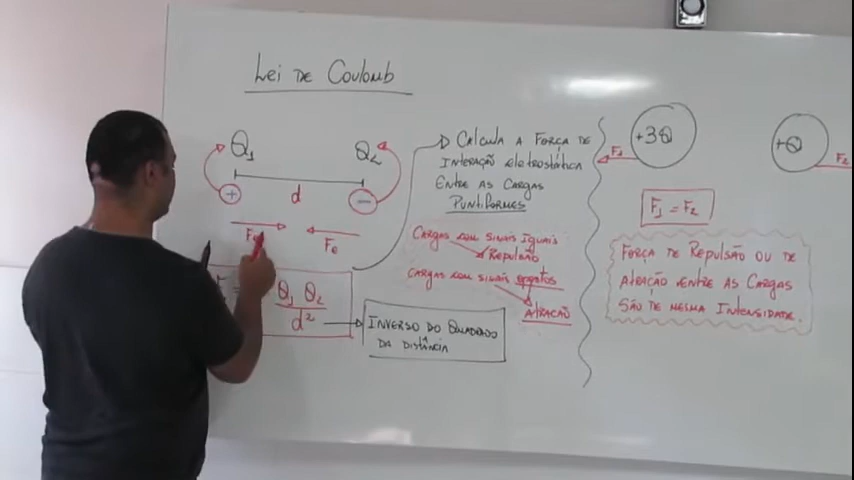 Lei de Coulomb
Q1
Q2
+
−
d
Fe
Fe
F =
Q1 Q2
d²
Inverso do Quadrado
da distância
Calcula a Força de
Interação eletrostática
Entre as Cargas
Puntiformes
Cargas com sinais iguais
Repulsão
Cargas com sinais opostos
Atração
F1
+3Q
+Q
F2
F1 = F2
Força de Repulsão ou de
Atração entre as Cargas
São de mesma Intensidade.